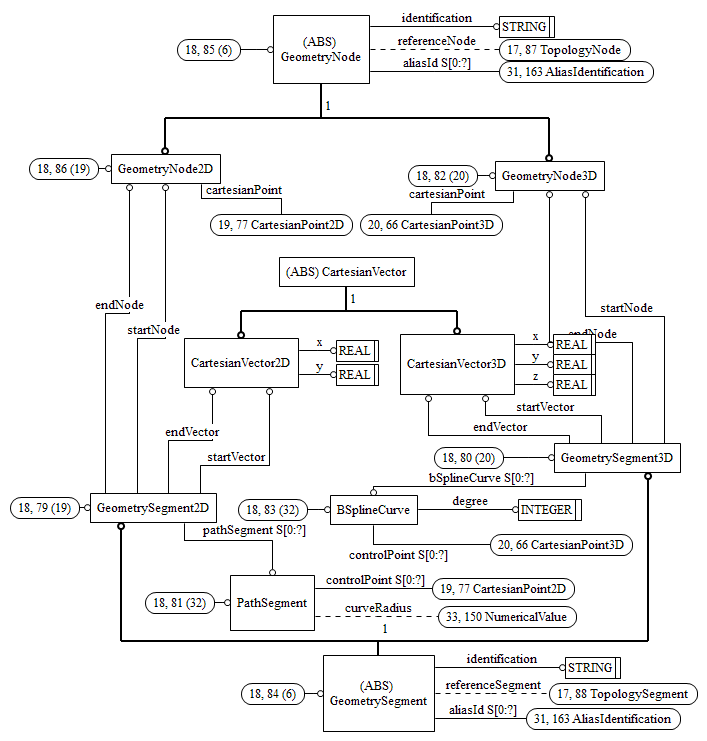 identification
STRING
(ABS)
GeometryNode
18, 85 (6)
referenceNode
17, 87 TopologyNode
aliasId S[0:?]
31, 163 AliasIdentification
1
18, 86 (19)
GeometryNode2D
18, 82 (20)
GeometryNode3D
cartesianPoint
cartesianPoint
19, 77 CartesianPoint2D
20, 66 CartesianPoint3D
(ABS) CartesianVector
1
endNode
startNode
startNode
endNode
CartesianVector2D
x
REAL
y
REAL
CartesianVector3D
x
REAL
y
REAL
z
REAL
startVector
endVector
endVector
startVector
18, 80 (20)
GeometrySegment3D
bSplineCurve S[0:?]
18, 79 (19)
GeometrySegment2D
18, 83 (32)
BSplineCurve
degree
INTEGER
pathSegment S[0:?]
controlPoint S[0:?]
20, 66 CartesianPoint3D
18, 81 (32)
PathSegment
controlPoint S[0:?]
19, 77 CartesianPoint2D
curveRadius
33, 150 NumericalValue
1
identification
STRING
18, 84 (6)
(ABS)
GeometrySegment
referenceSegment
17, 88 TopologySegment
aliasId S[0:?]
31, 163 AliasIdentification